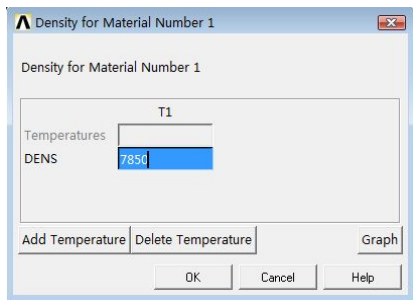 Density for Material Number 1
Density for Material Number 1
T1
Temperatures
DENS 7850
Add Temperature Delete Temperature Graph
OK Cancel Help